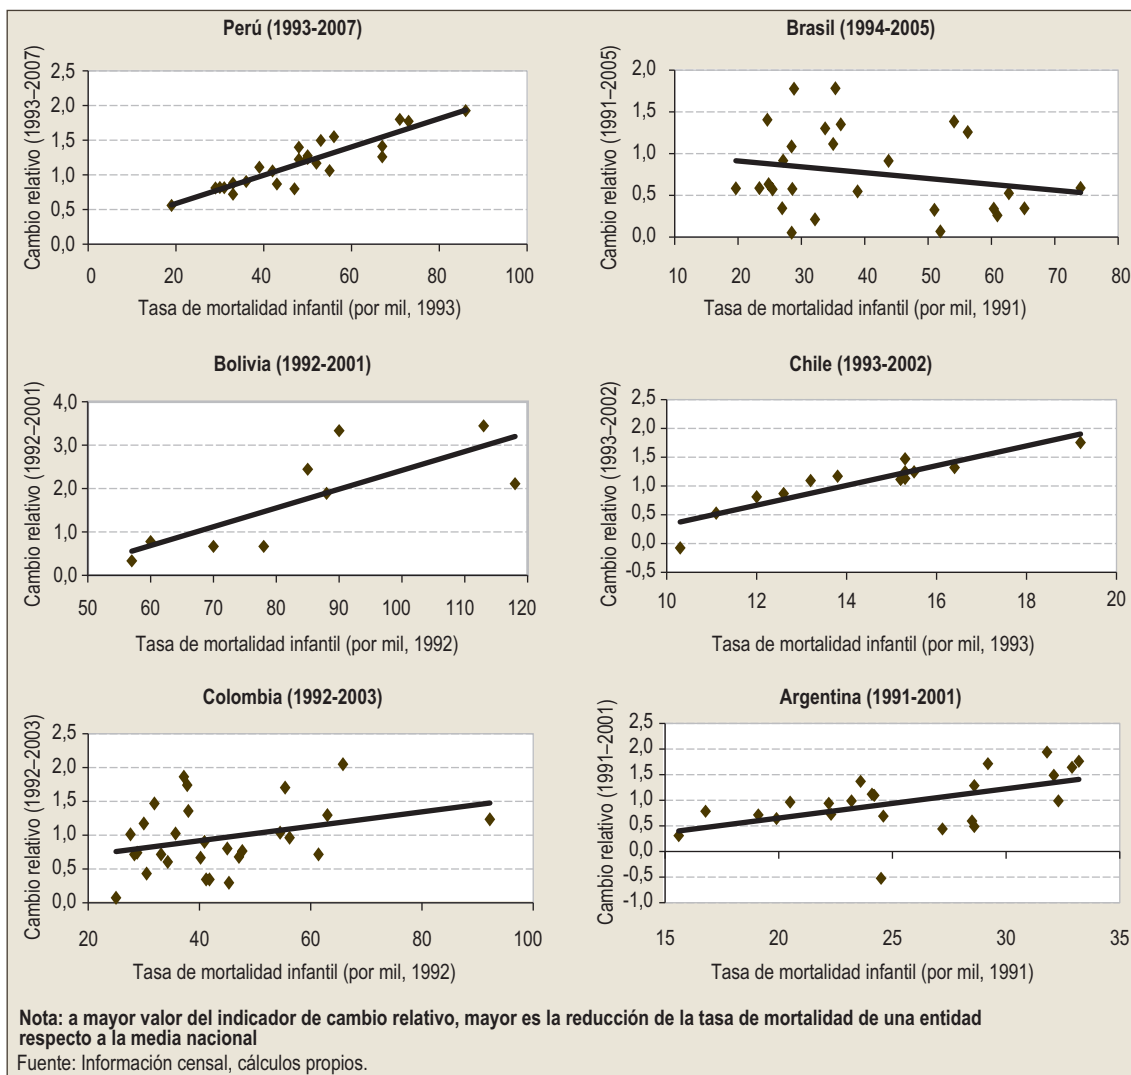 Perú (1993-2007)
Cambio relativo (1993–2007)
2,5
2,0
1,5
1,0
0,5
0,0
0 20 40 60 80 100
Tasa de mortalidad infantil (por mil, 1993)
Brasil (1994-2005)
Cambio relativo (1991–2005)
2,0
1,5
1,0
0,5
0,0
10 20 30 40 50 60 70 80
Tasa de mortalidad infantil (por mil, 1991)
Bolivia (1992-2001)
Cambio relativo (1992–2001)
4,0
3,0
2,0
1,0
0,0
50 60 70 80 90 100 110 120
Tasa de mortalidad infantil (por mil, 1992)
Chile (1993-2002)
Cambio relativo (1993–2002)
2,5
2,0
1,5
1,0
0,5
0,0
-0,5
10 12 14 16 18 20
Tasa de mortalidad infantil (por mil, 1993)
Colombia (1992-2003)
Cambio relativo (1992–2003)
2,5
2,0
1,5
1,0
0,5
0,0
20 40 60 80 100
Tasa de mortalidad infantil (por mil, 1992)
Argentina (1991-2001)
Cambio relativo (1991–2001)
2,5
2,0
1,5
1,0
0,5
0,0
-0,5
-1,0
15 20 25 30 35
Tasa de mortalidad infantil (por mil, 1991)
Nota: a mayor valor del indicador de cambio relativo, mayor es la reducción de la tasa de mortalidad de una entidad
respecto a la media nacional
Fuente: Información censal, cálculos propios.